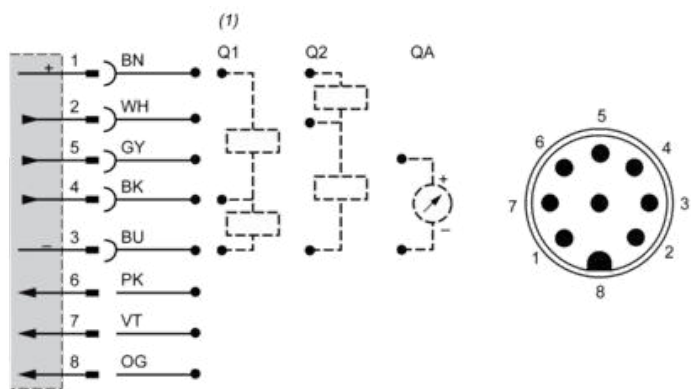 (1)
Q1 Q2 QA
+ 1 BN
2 WH
5 GY
4 BK
– 3 BU
6 PK
7 VT
8 OG
+
–
5
6 4
7 3
1 2
8